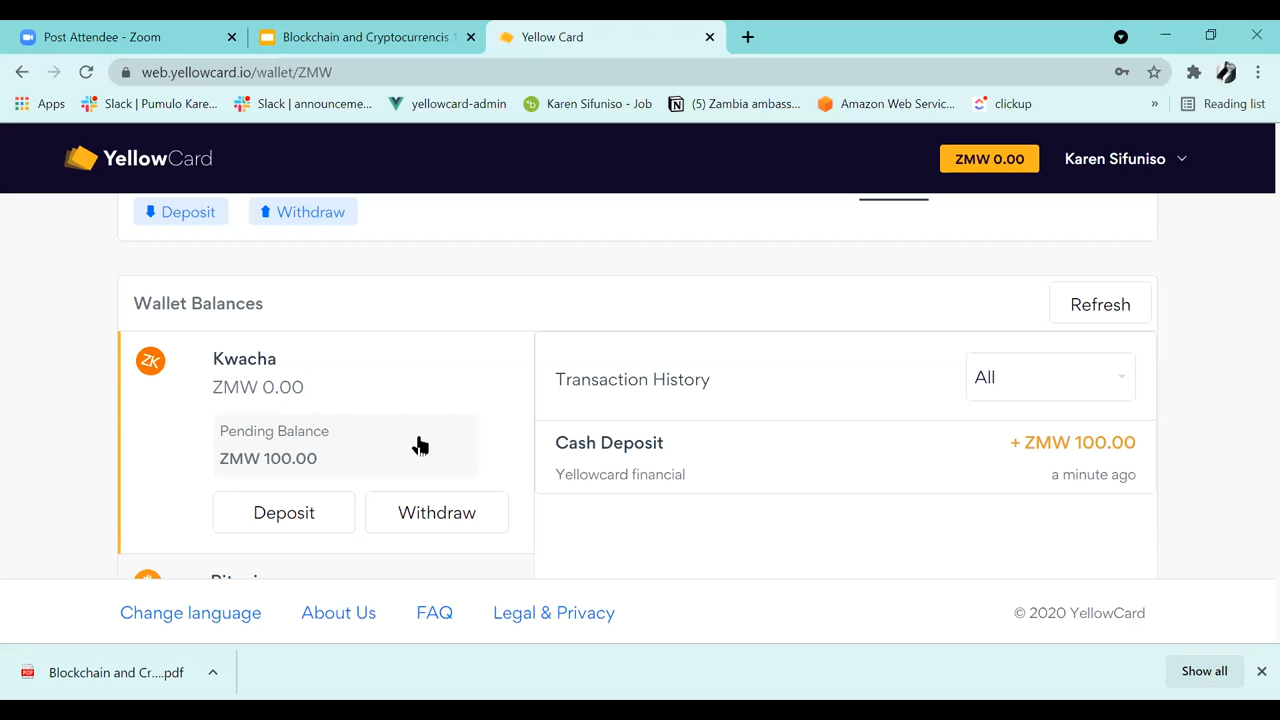 Post Attendee - Zoom
Blockchain and Cryptocurrencis 1
Yellow Card
web.yellowcard.io/wallet/ZMW
Apps
Slack | Pumulo Kare...
Slack | announceme...
yellowcard-admin
Karen Sifuniso - Job
(5) Zambia ambass...
Amazon Web Servic...
clickup
»
Reading list
YellowCard
ZMW 0.00
Karen Sifuniso
Deposit
Withdraw
Wallet Balances
Refresh
ZK
Kwacha
ZMW 0.00
Transaction History
All
Pending Balance
ZMW 100.00
Cash Deposit
+ ZMW 100.00
Yellowcard financial
a minute ago
Deposit
Withdraw
Change language
About Us
FAQ
Legal & Privacy
© 2020 YellowCard
PDF
Blockchain and Cr....pdf
Show all